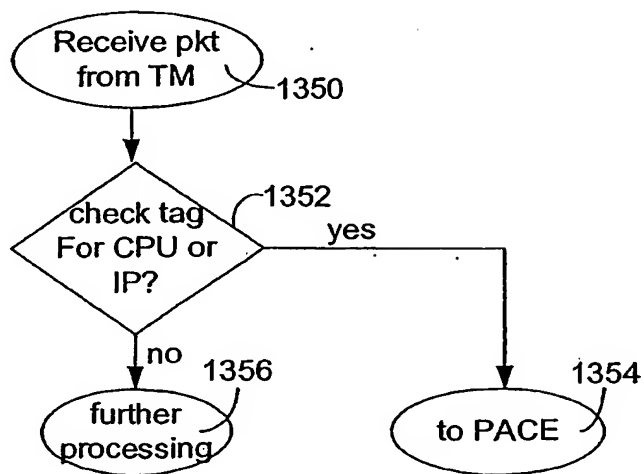 Receive pkt
from TM
1350
1352
check tag
For CPU or
IP?
yes
no
1356
1354
further
processing
to PACE